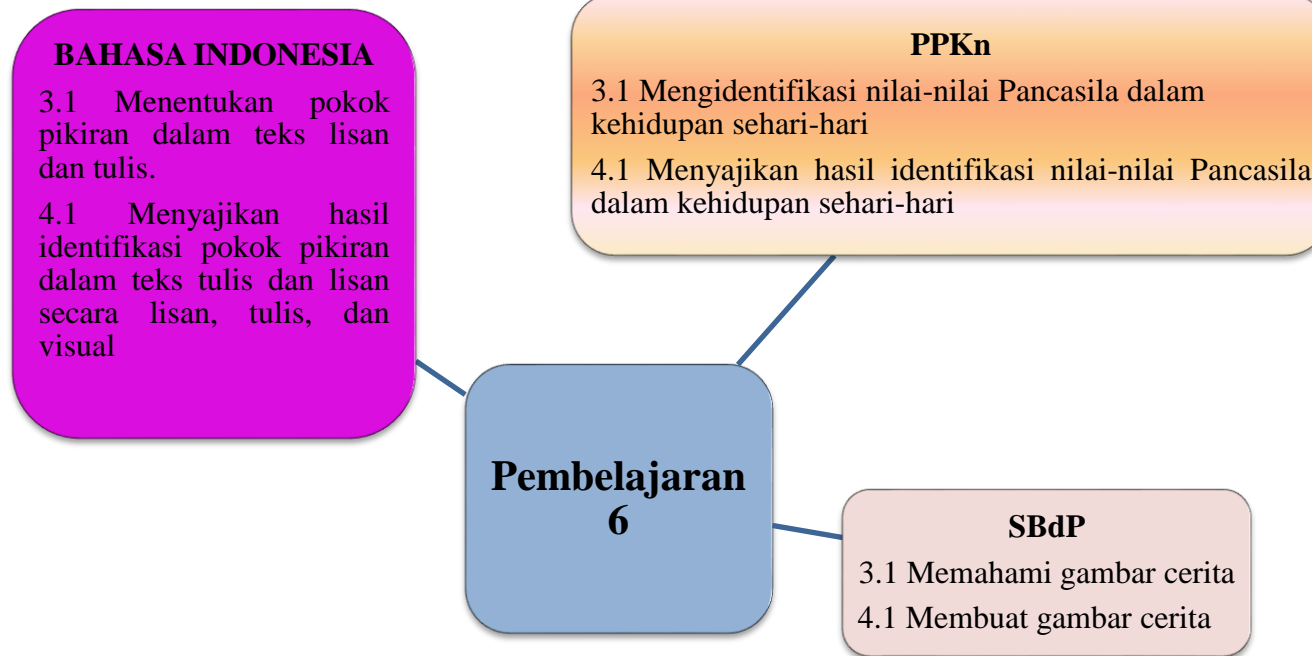 BAHASA INDONESIA
3.1 Menentukan pokok
pikiran dalam teks lisan
dan tulis.
4.1 Menyajikan hasil
identifikasi pokok pikiran
dalam teks tulis dan lisan
secara lisan, tulis, dan
visual
PPKn
3.1 Mengidentifikasi nilai-nilai Pancasila dalam
kehidupan sehari-hari
4.1 Menyajikan hasil identifikasi nilai-nilai Pancasila
dalam kehidupan sehari-hari
Pembelajaran
6
SBdP
3.1 Memahami gambar cerita
4.1 Membuat gambar cerita